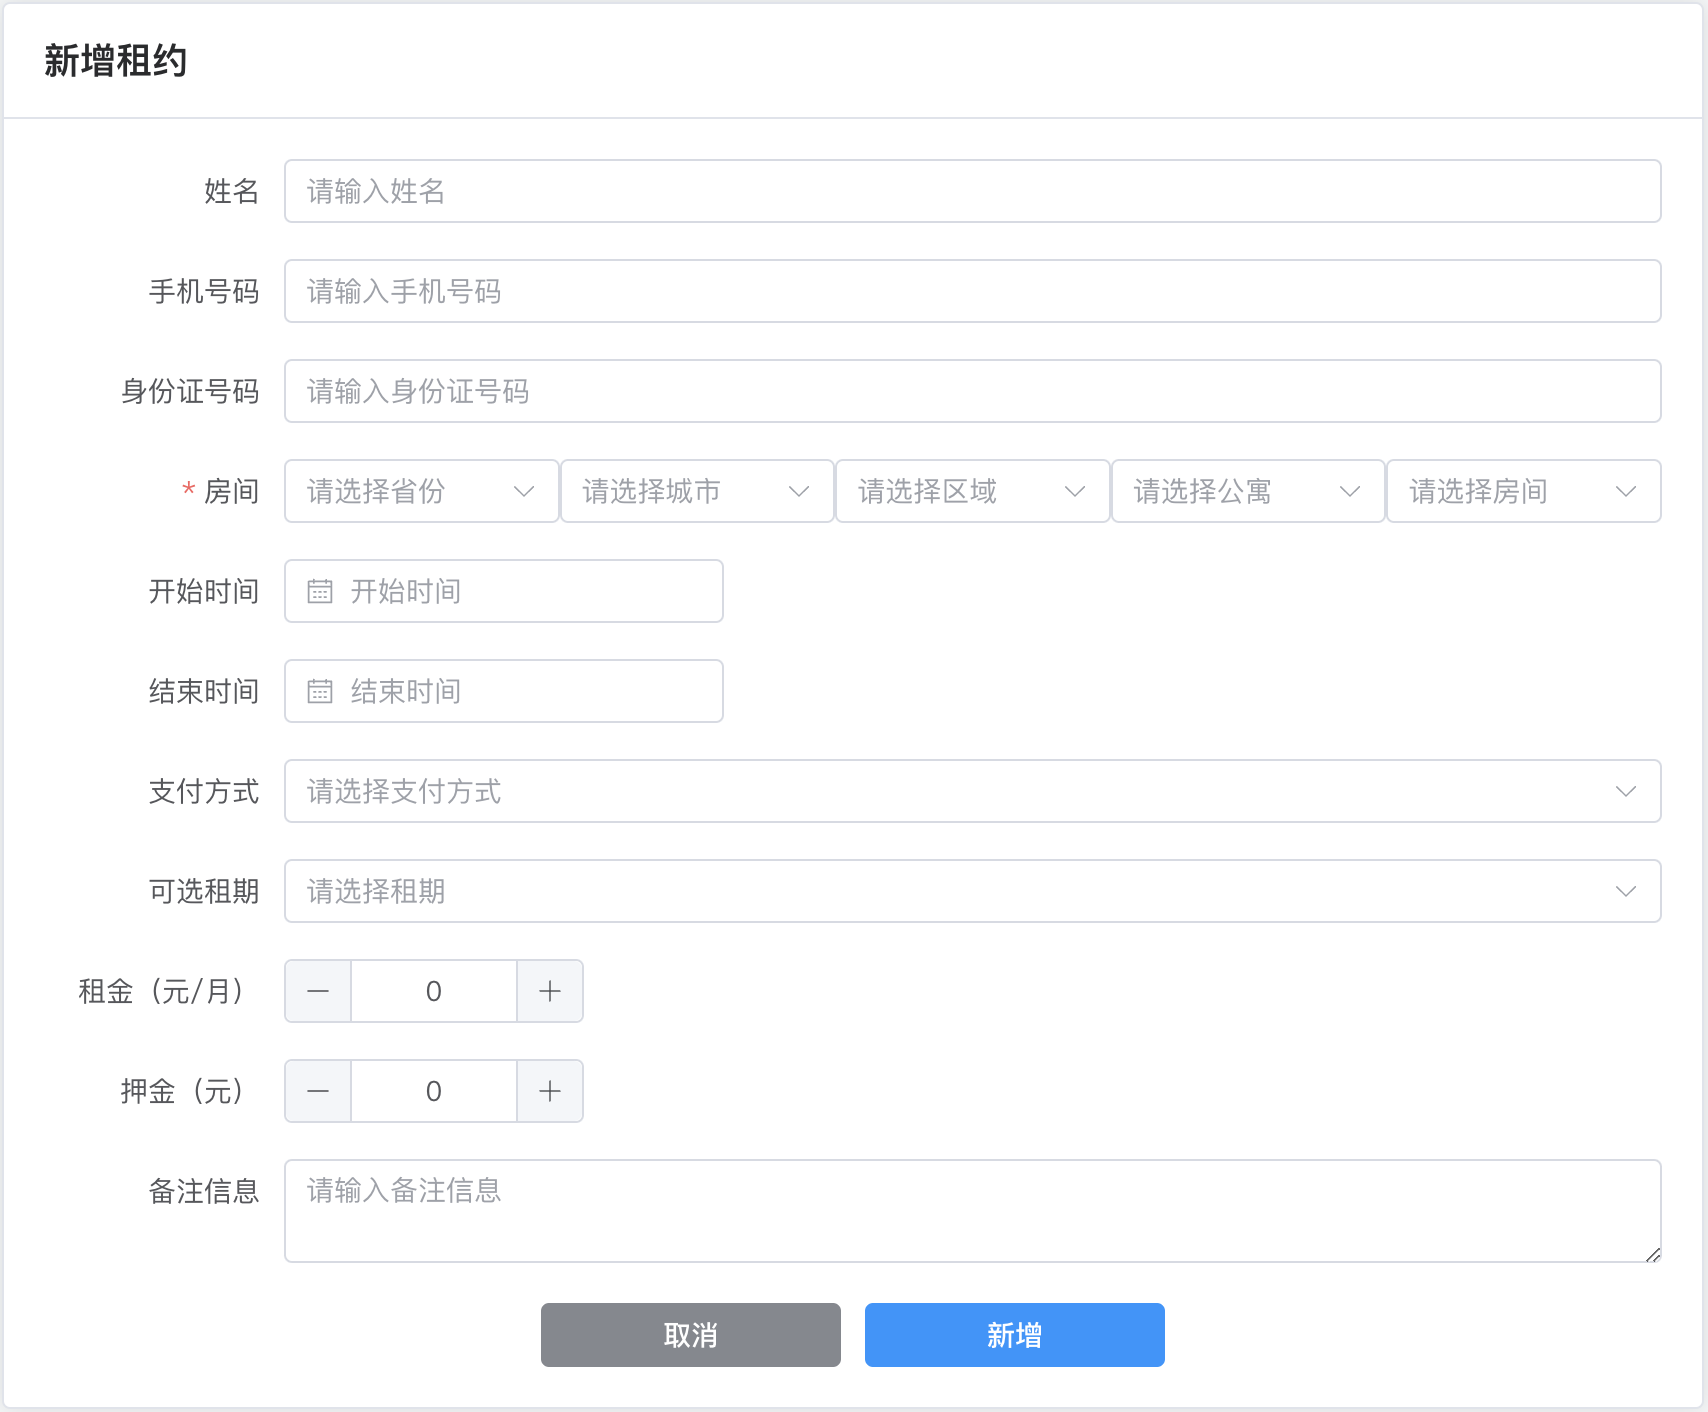 新增租约
姓名 请输入姓名
手机号码 请输入手机号码
身份证号码 请输入身份证号码
* 房间 请选择省份 请选择城市 请选择区域 请选择公寓 请选择房间
开始时间 开始时间
结束时间 结束时间
支付方式 请选择支付方式
可选租期 请选择租期
租金（元/月） 0
押金（元） 0
备注信息 请输入备注信息
取消 新增